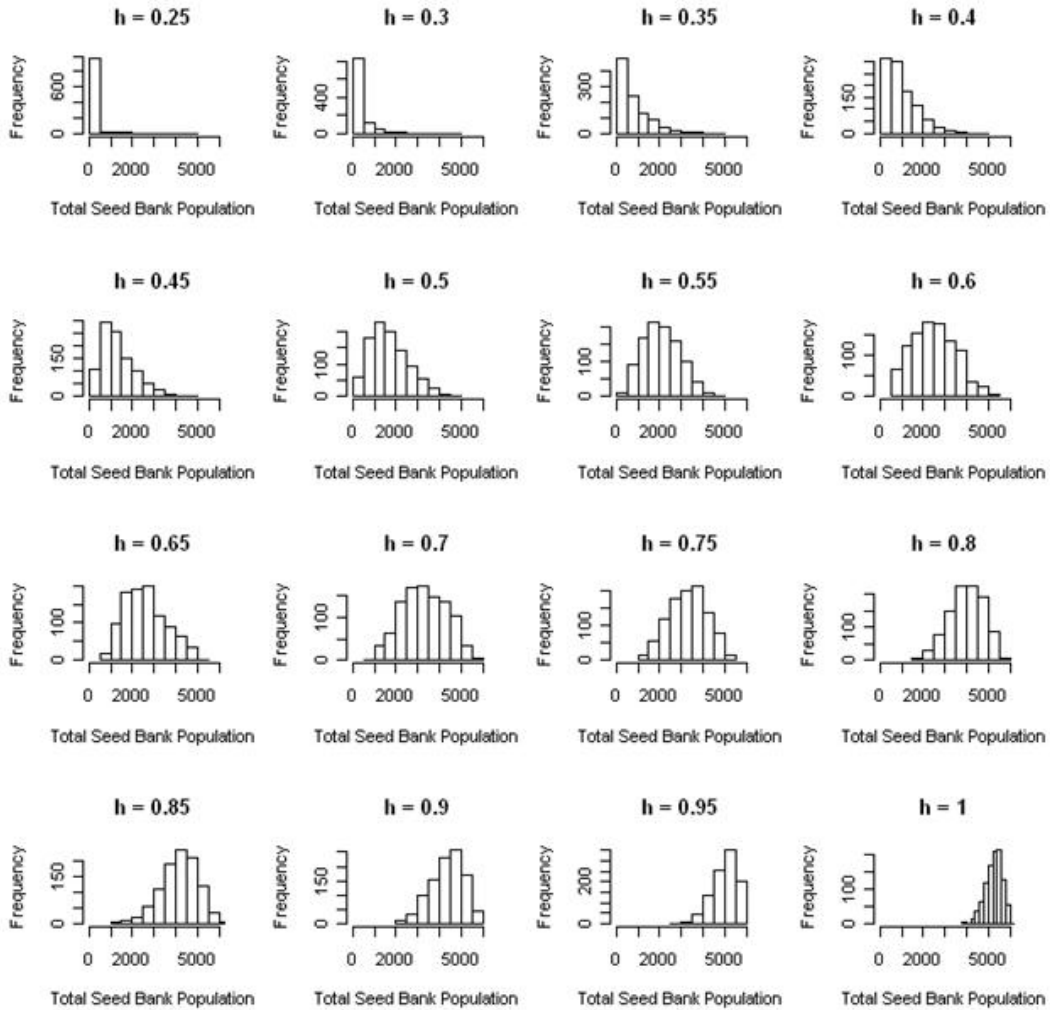 h = 0.25 h = 0.3 h = 0.35 h = 0.4
Frequency 0 600 Frequency 0 400 Frequency 0 300 Frequency 0 150
0 2000 5000 0 2000 5000 0 2000 5000 0 2000 5000
Total Seed Bank Population Total Seed Bank Population Total Seed Bank Population Total Seed Bank Population
h = 0.45 h = 0.5 h = 0.55 h = 0.6
Frequency 0 150 Frequency 0 100 Frequency 0 100 Frequency 0 100
0 2000 5000 0 2000 5000 0 2000 5000 0 2000 5000
Total Seed Bank Population Total Seed Bank Population Total Seed Bank Population Total Seed Bank Population
h = 0.65 h = 0.7 h = 0.75 h = 0.8
Frequency 0 100 Frequency 0 100 Frequency 0 100 Frequency 0 100
0 2000 5000 0 2000 5000 0 2000 5000 0 2000 5000
Total Seed Bank Population Total Seed Bank Population Total Seed Bank Population Total Seed Bank Population
h = 0.85 h = 0.9 h = 0.95 h = 1
Frequency 0 150 Frequency 0 150 Frequency 0 200 Frequency 0 100
0 2000 5000 0 2000 5000 0 2000 5000 0 2000 5000
Total Seed Bank Population Total Seed Bank Population Total Seed Bank Population Total Seed Bank Population